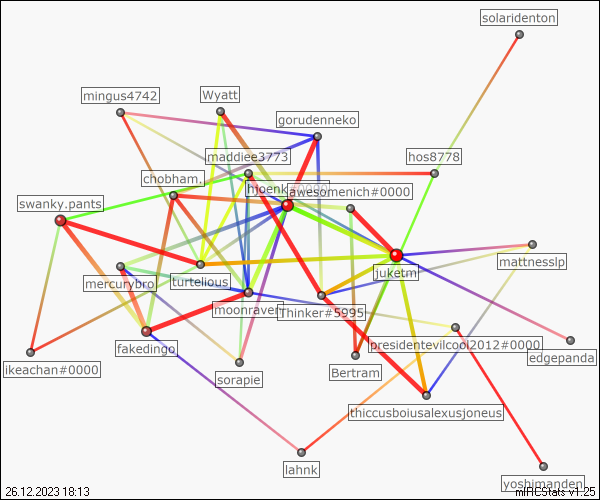 solaridenton
mingus4742
Wyatt
gorudenneko
maddiee3773
hos8778
chobham.
hjoenk#0000
awesomenich#0000
swanky.pants
mattnesslp
juketm
mercurybro
turtelious
moonraven
Thinker#5995
presidentevilcool2012#0000
fakedingo
edgepanda
ikeachan#0000
sorapie
Bertram
thiccusboiusalexusjoneus
lahnk
yoshimanden
26.12.2023 18:13
mIRCStats v1.25